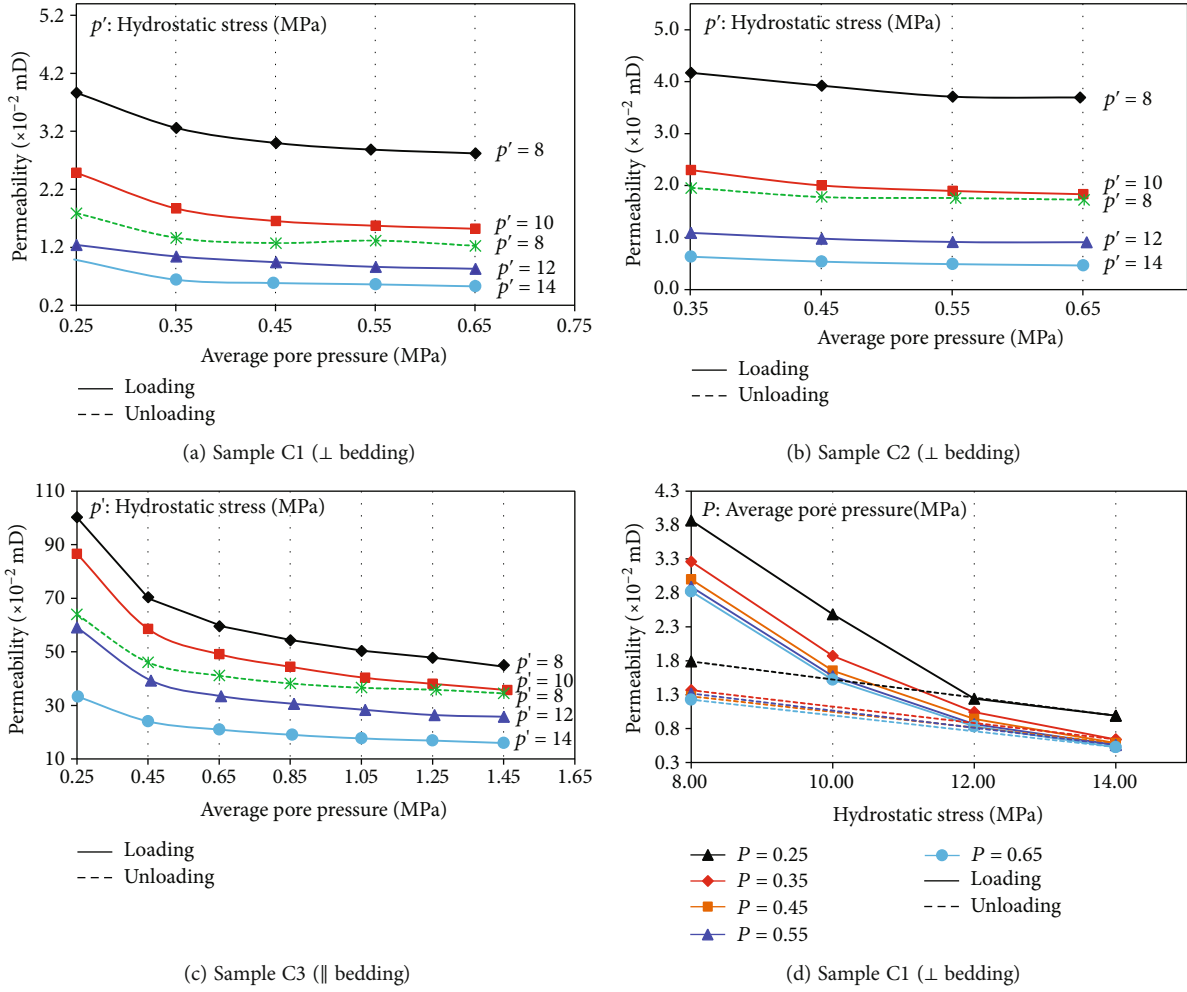 p′: Hydrostatic stress (MPa)
Permeability (×10⁻² mD)
5.2
4.2
3.2
2.2
1.2
0.2
p′ = 8
p′ = 10
p′ = 8
p′ = 12
p′ = 14
0.25 0.35 0.45 0.55 0.65 0.75
Average pore pressure (MPa)
Loading
Unloading
(a) Sample C1 (⊥ bedding)
p′: Hydrostatic stress (MPa)
Permeability (×10⁻² mD)
5.0
4.0
3.0
2.0
1.0
0.0
p′ = 8
p′ = 10
p′ = 8
p′ = 12
p′ = 14
0.35 0.45 0.55 0.65
Average pore pressure (MPa)
Loading
Unloading
(b) Sample C2 (⊥ bedding)
p': Hydrostatic stress (MPa)
Permeability (×10⁻² mD)
110
90
70
50
30
10
p' = 8
p' = 10
p' = 8
p' = 12
p' = 14
0.25 0.45 0.65 0.85 1.05 1.25 1.45 1.65
Average pore pressure (MPa)
Loading
Unloading
(c) Sample C3 (∥ bedding)
P: Average pore pressure(MPa)
Permeability (×10⁻² mD)
4.3
3.8
3.3
2.8
2.3
1.8
1.3
0.8
0.3
8.00 10.00 12.00 14.00
Hydrostatic stress (MPa)
P = 0.25
P = 0.35
P = 0.45
P = 0.55
P = 0.65
Loading
Unloading
(d) Sample C1 (⊥ bedding)